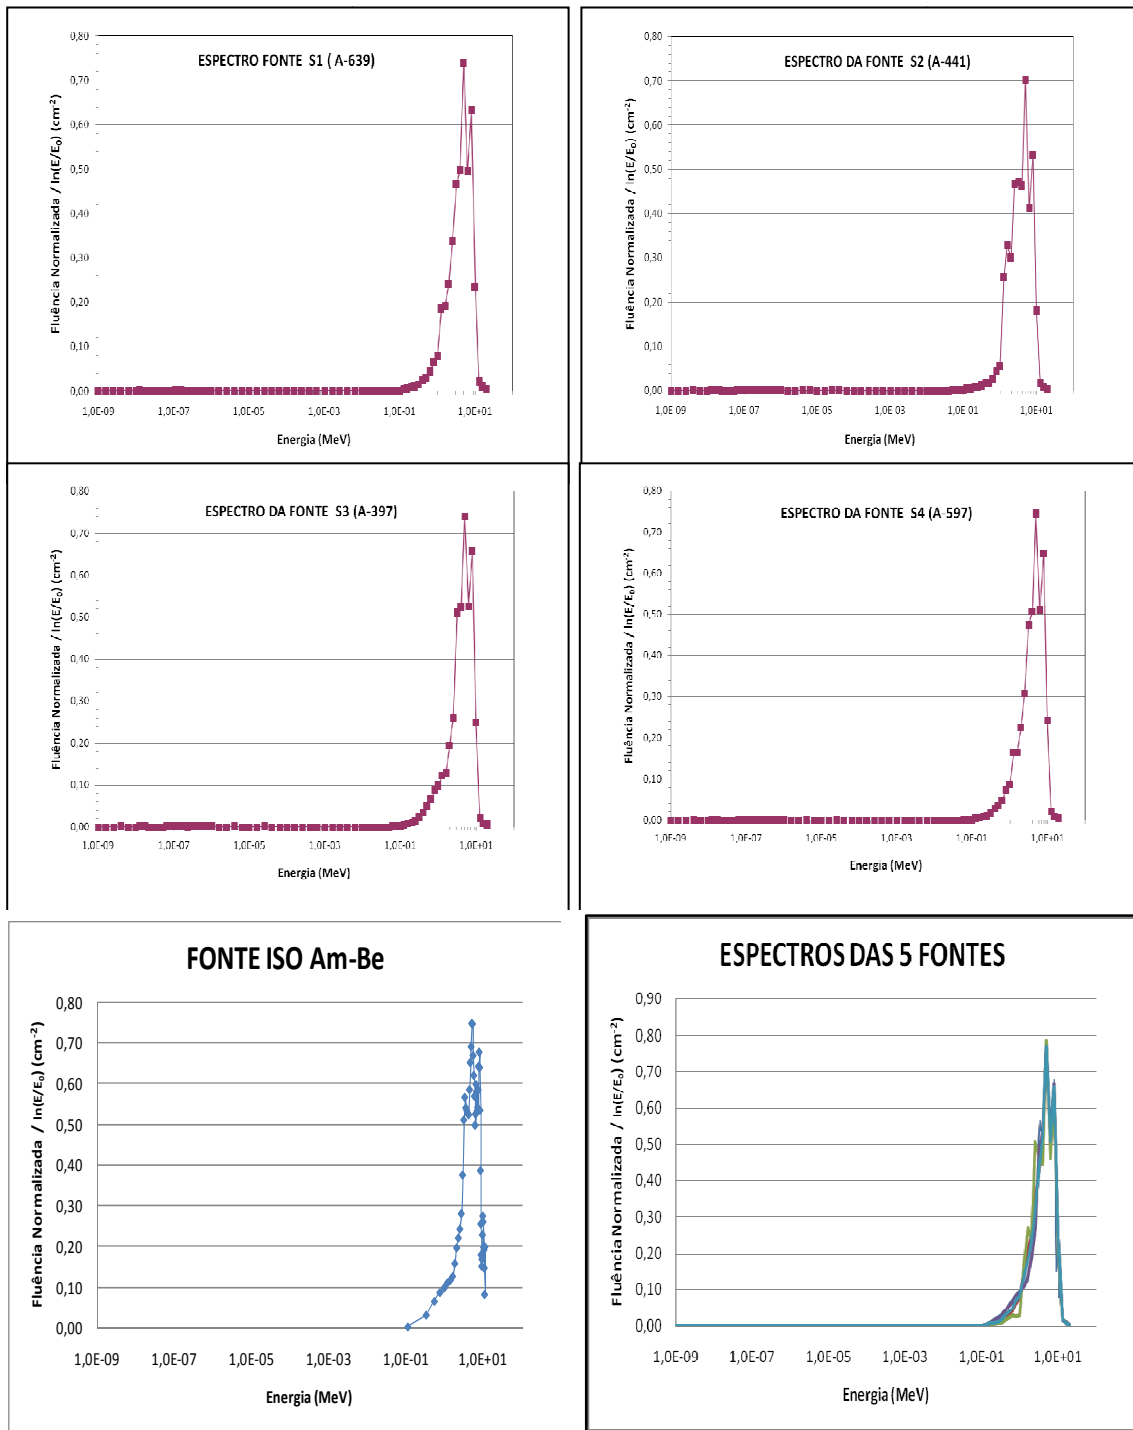 ESPECTRO FONTE S1 ( A-639)
Fluência Normalizada / ln(E/E₀) (cm⁻²)
0,80
0,70
0,60
0,50
0,40
0,30
0,20
0,10
0,00
1,0E-09 1,0E-07 1,0E-05 1,0E-03 1,0E-01 1,0E+01
Energia (MeV)
ESPECTRO DA FONTE S2 (A-441)
Fluência Normalizada / ln(E/E₀) (cm⁻²)
0,80
0,70
0,60
0,50
0,40
0,30
0,20
0,10
0,00
1,0E 09 1,0E 07 1,0E 05 1,0E 03 1,0E 01 1,0E+01
Energia (MeV)
ESPECTRO DA FONTE S3 (A-397)
Fluência Normalizada / ln(E/E₀) (cm⁻²)
0,80
0,70
0,60
0,50
0,40
0,30
0,20
0,10
0,00
1,0E-09 1,0E-07 1,0E-05 1,0E-03 1,0E-01 1,0E+01
Energia (MeV)
ESPECTRO DA FONTE S4 (A-597)
Fluência Normalizada / ln(E/E₀) (cm⁻²)
0,80
0,70
0,60
0,50
0,40
0,30
0,20
0,10
0,00
1,0E-09 1,0E-07 1,0E-05 1,0E-03 1,0E-01 1,0E+01
Energia (MeV)
FONTE ISO Am-Be
Fluência Normalizada / ln(E/E₀) (cm⁻²)
0,80
0,70
0,60
0,50
0,40
0,30
0,20
0,10
0,00
1,0E-09 1,0E-07 1,0E-05 1,0E-03 1,0E-01 1,0E+01
Energia (MeV)
ESPECTROS DAS 5 FONTES
Fluência Normalizada / ln(E/E₀) (cm⁻²)
0,90
0,80
0,70
0,60
0,50
0,40
0,30
0,20
0,10
0,00
1,0E-09 1,0E-07 1,0E-05 1,0E-03 1,0E-01 1,0E+01
Energia (MeV)